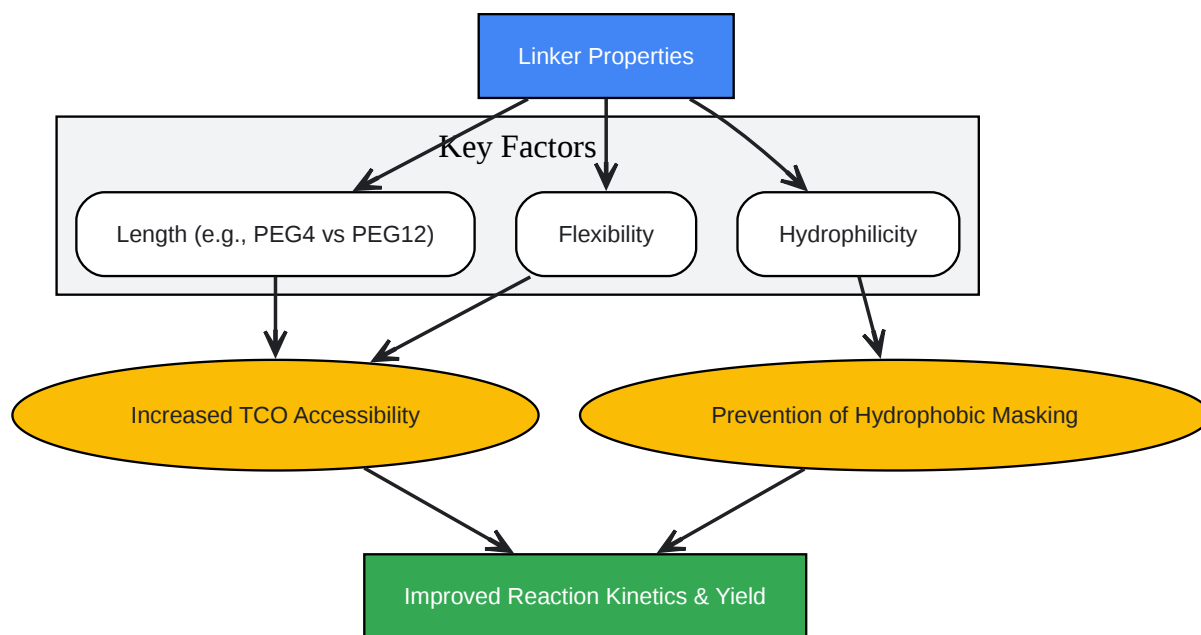 Linker Properties
Key Factors
Length (e.g., PEG4 vs PEG12)
Flexibility
Hydrophilicity
Increased TCO Accessibility
Prevention of Hydrophobic Masking
Improved Reaction Kinetics & Yield